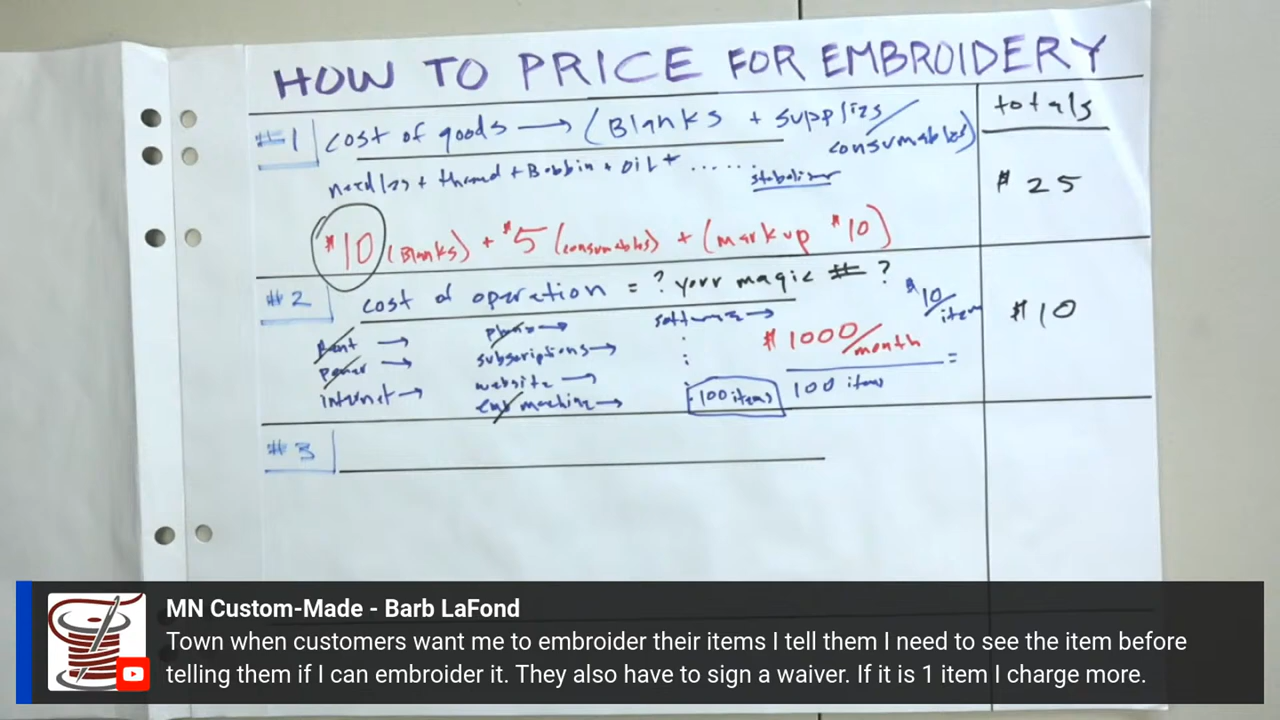 HOW TO PRICE FOR EMBROIDERY
totals
#1 cost of goods → (Blanks + supplies/consumables)
needles + thread + Bobbin + oil + ......
stabalizer
$10 (Blanks) + $5 (consumables) + (markup $10)
$25
#2 cost of operation = ? your magic # ?
$10/item
Rent → phone → software →
power → subscriptions →
internet → website →
emb machine →
100 items
$1000/month
100 items =
$10
#3
MN Custom-Made - Barb LaFond
Town when customers want me to embroider their items I tell them I need to see the item before
telling them if I can embroider it. They also have to sign a waiver. If it is 1 item I charge more.